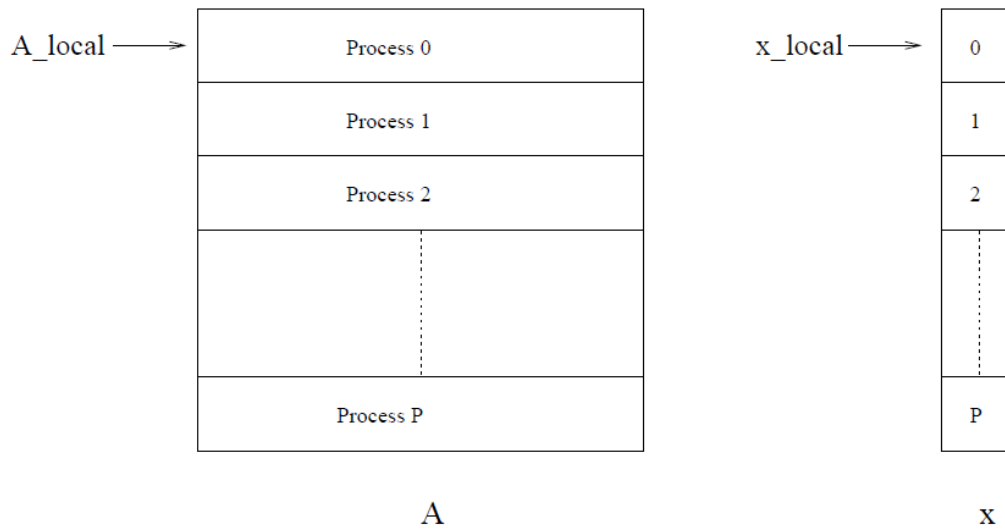 A_local
Process 0
Process 1
Process 2
Process P
A
x_local
0
1
2
P
x